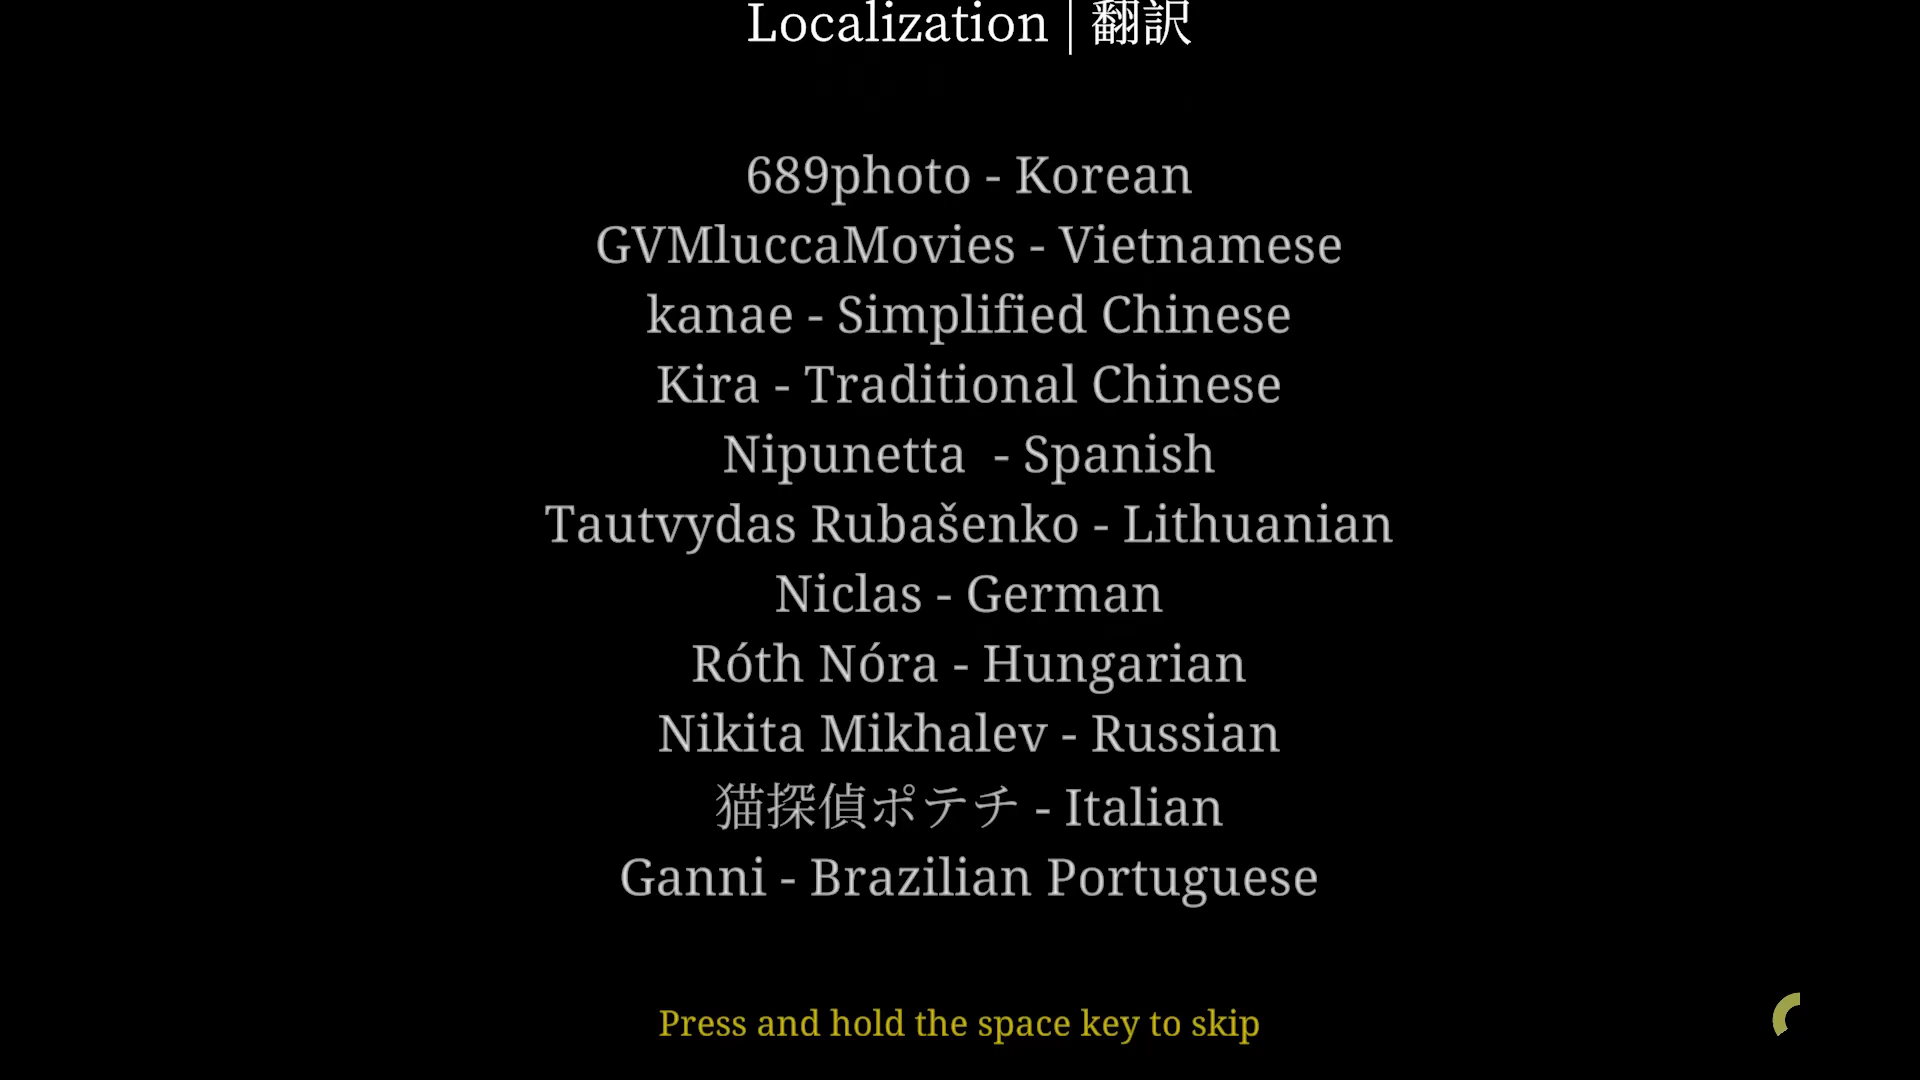 Localization | 翻訳
689photo - Korean
GVMluccaMovies - Vietnamese
kanae - Simplified Chinese
Kira - Traditional Chinese
Nipunetta  - Spanish
Tautvydas Rubašenko - Lithuanian
Niclas - German
Róth Nóra - Hungarian
Nikita Mikhalev - Russian
猫探偵ポテチ - Italian
Ganni - Brazilian Portuguese
Press and hold the space key to skip